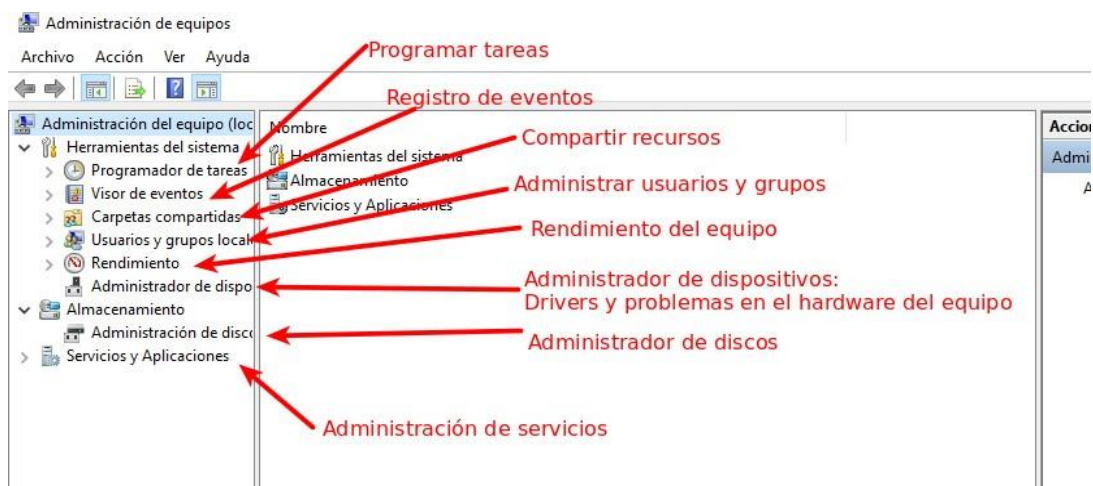 Administración de equipos
Archivo Acción Ver Ayuda
Programar tareas
Registro de eventos
Administración del equipo (loc
Nombre
Accion
Compartir recursos
Herramientas del sistema
Herramientas del sistema
Admi
Programador de tareas
Almacenamiento
Administrar usuarios y grupos
A
Visor de eventos
Servicios y Aplicaciones
Carpetas compartidas
Rendimiento del equipo
Usuarios y grupos local
Rendimiento
Administrador de dispositivos:
Administrador de dispo
Drivers y problemas en el hardware del equipo
Almacenamiento
Administración de disco
Administrador de discos
Servicios y Aplicaciones
Administración de servicios